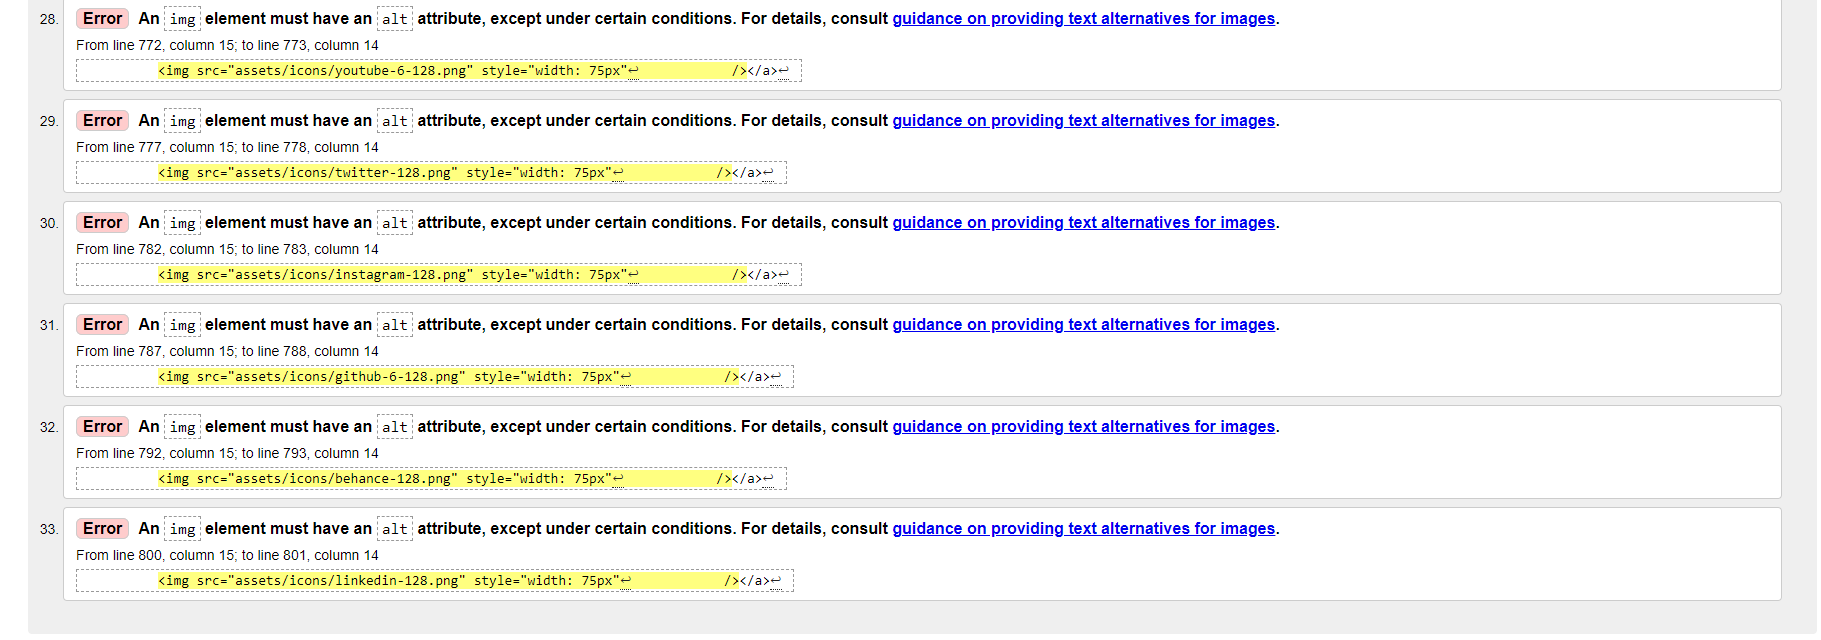 28. Error An img element must have an alt attribute, except under certain conditions. For details, consult guidance on providing text alternatives for images.
From line 772, column 15; to line 773, column 14
<img src="assets/icons/youtube-6-128.png" style="width: 75px"↩ /></a>↩
29. Error An img element must have an alt attribute, except under certain conditions. For details, consult guidance on providing text alternatives for images.
From line 777, column 15; to line 778, column 14
<img src="assets/icons/twitter-128.png" style="width: 75px"↩ /></a>↩
30. Error An img element must have an alt attribute, except under certain conditions. For details, consult guidance on providing text alternatives for images.
From line 782, column 15; to line 783, column 14
<img src="assets/icons/instagram-128.png" style="width: 75px"↩ /></a>↩
31. Error An img element must have an alt attribute, except under certain conditions. For details, consult guidance on providing text alternatives for images.
From line 787, column 15; to line 788, column 14
<img src="assets/icons/github-6-128.png" style="width: 75px"↩ /></a>↩
32. Error An img element must have an alt attribute, except under certain conditions. For details, consult guidance on providing text alternatives for images.
From line 792, column 15; to line 793, column 14
<img src="assets/icons/behance-128.png" style="width: 75px"↩ /></a>↩
33. Error An img element must have an alt attribute, except under certain conditions. For details, consult guidance on providing text alternatives for images.
From line 800, column 15; to line 801, column 14
<img src="assets/icons/linkedin-128.png" style="width: 75px"↩ /></a>↩